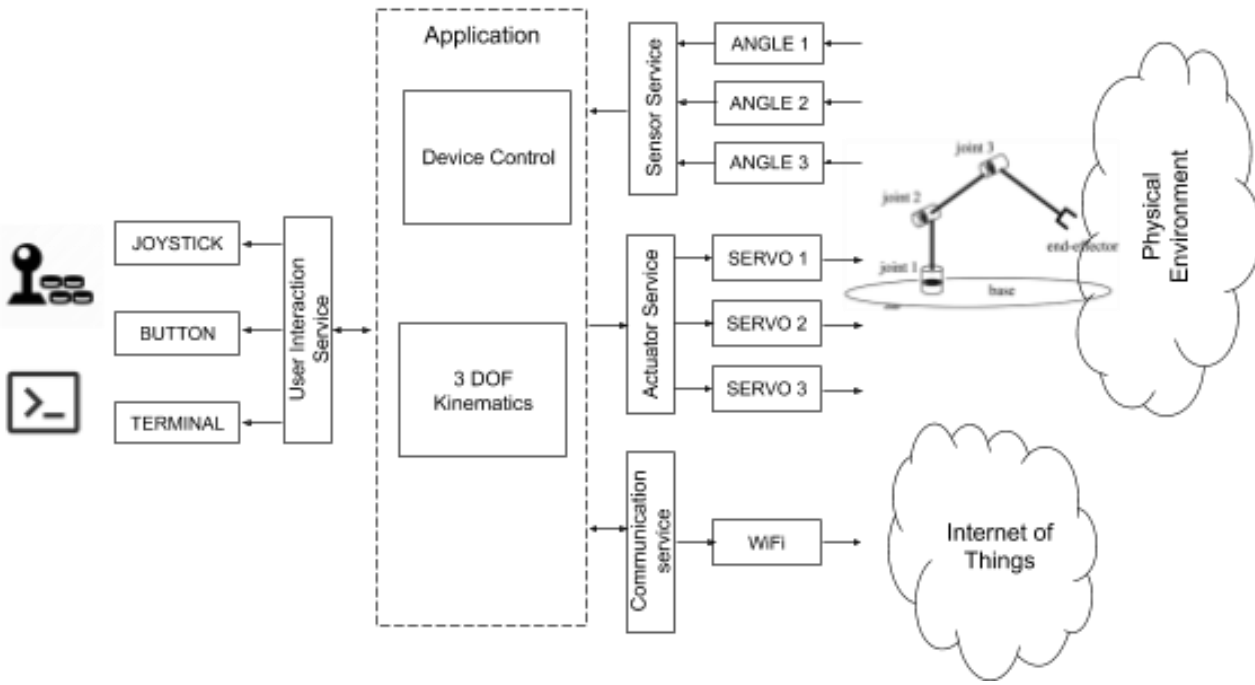 Application
Device Control
3 DOF
Kinematics
JOYSTICK
BUTTON
TERMINAL
>_
User Interaction
Service
Sensor Service
ANGLE 1
ANGLE 2
ANGLE 3
Actuator Service
SERVO 1
SERVO 2
SERVO 3
Communication
service
WiFi
joint 3
joint 2
joint 1
end-effector
base
Physical
Environment
Internet of
Things